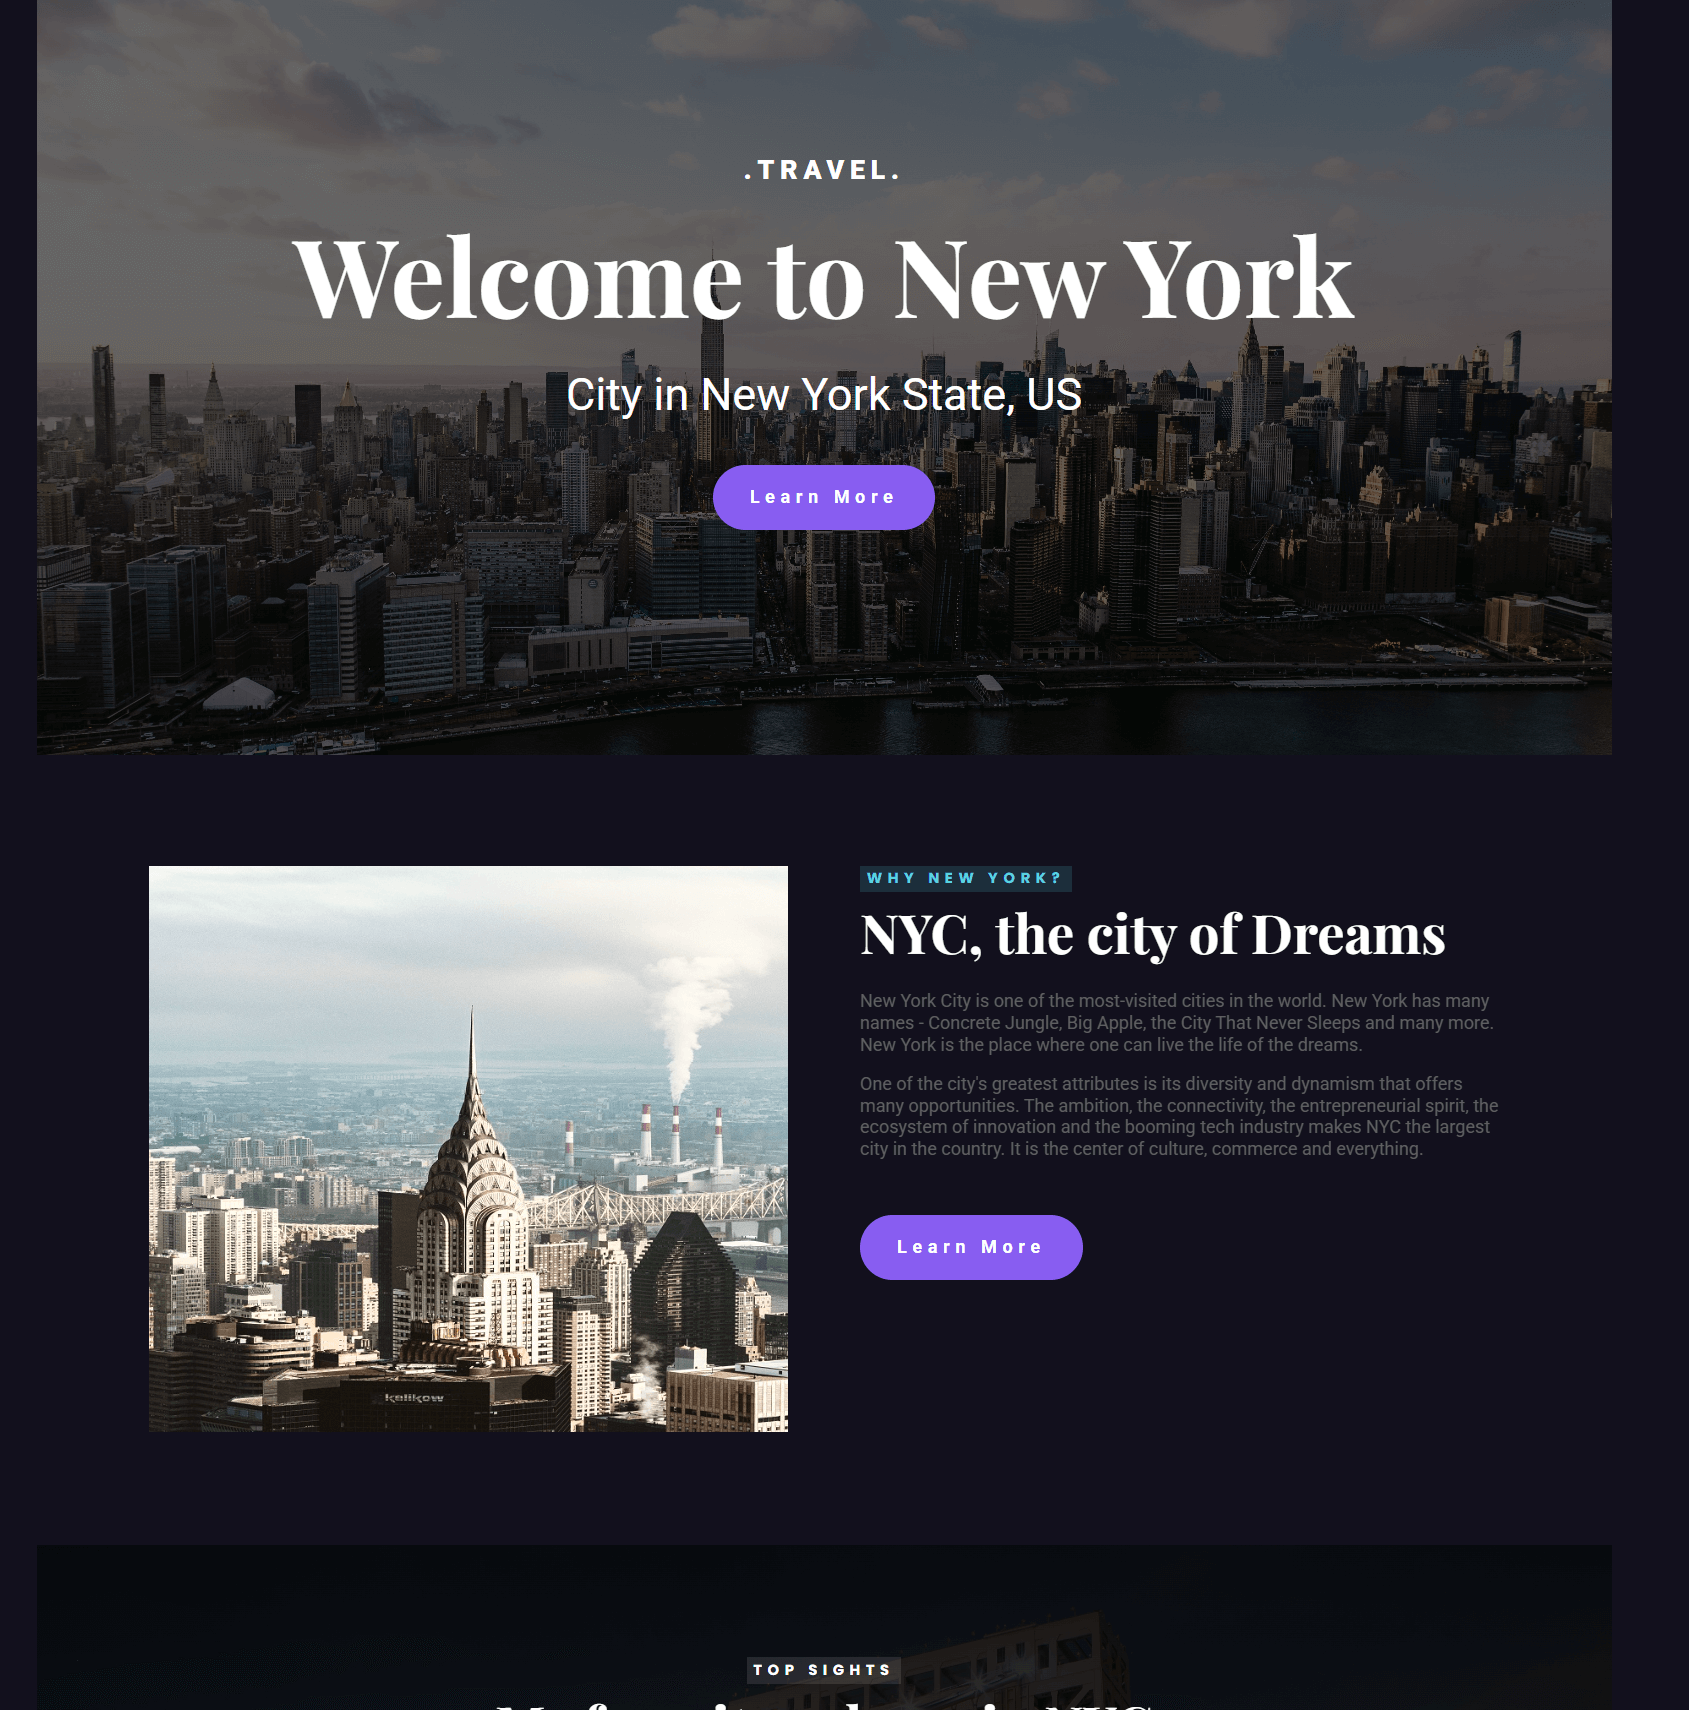 .TRAVEL.
Welcome to New York
City in New York State, US
Learn More
WHY NEW YORK?
NYC, the city of Dreams
New York City is one of the most-visited cities in the world. New York has many
names - Concrete Jungle, Big Apple, the City That Never Sleeps and many more.
New York is the place where one can live the life of the dreams.
One of the city's greatest attributes is its diversity and dynamism that offers
many opportunities. The ambition, the connectivity, the entrepreneurial spirit, the
ecosystem of innovation and the booming tech industry makes NYC the largest
city in the country. It is the center of culture, commerce and everything.
Learn More
kalikow
TOP SIGHTS